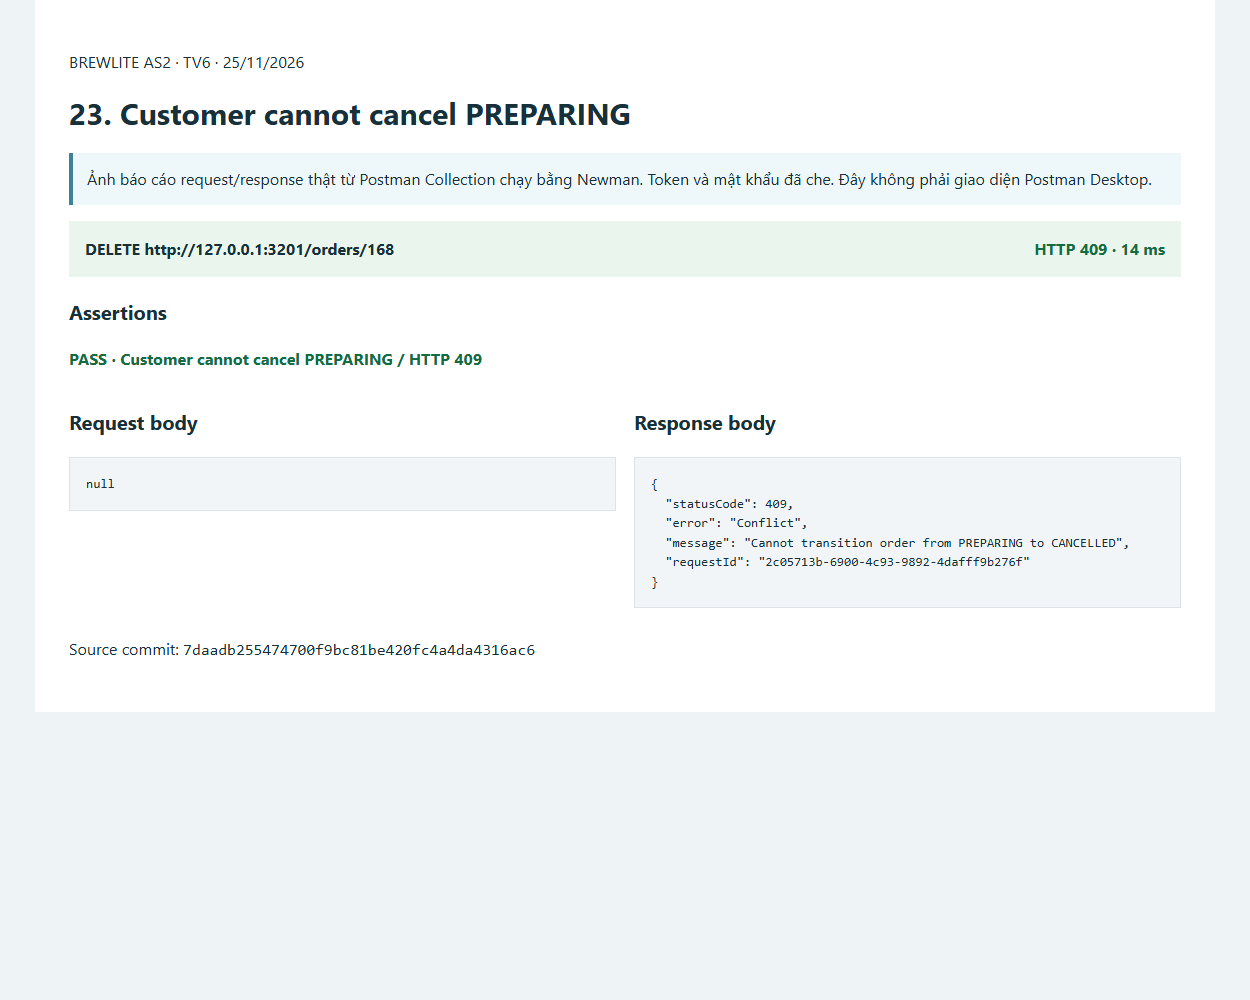 BREWLITE AS2 · TV6 · 25/11/2026
23. Customer cannot cancel PREPARING
Ảnh báo cáo request/response thật từ Postman Collection chạy bằng Newman. Token và mật khẩu đã che. Đây không phải giao diện Postman Desktop.
DELETE http://127.0.0.1:3201/orders/168
HTTP 409 · 14 ms
Assertions
PASS · Customer cannot cancel PREPARING / HTTP 409
Request body
null
Response body
{
  "statusCode": 409,
  "error": "Conflict",
  "message": "Cannot transition order from PREPARING to CANCELLED",
  "requestId": "2c05713b-6900-4c93-9892-4dafff9b276f"
}
Source commit: 7daadb255474700f9bc81be420fc4a4da4316ac6